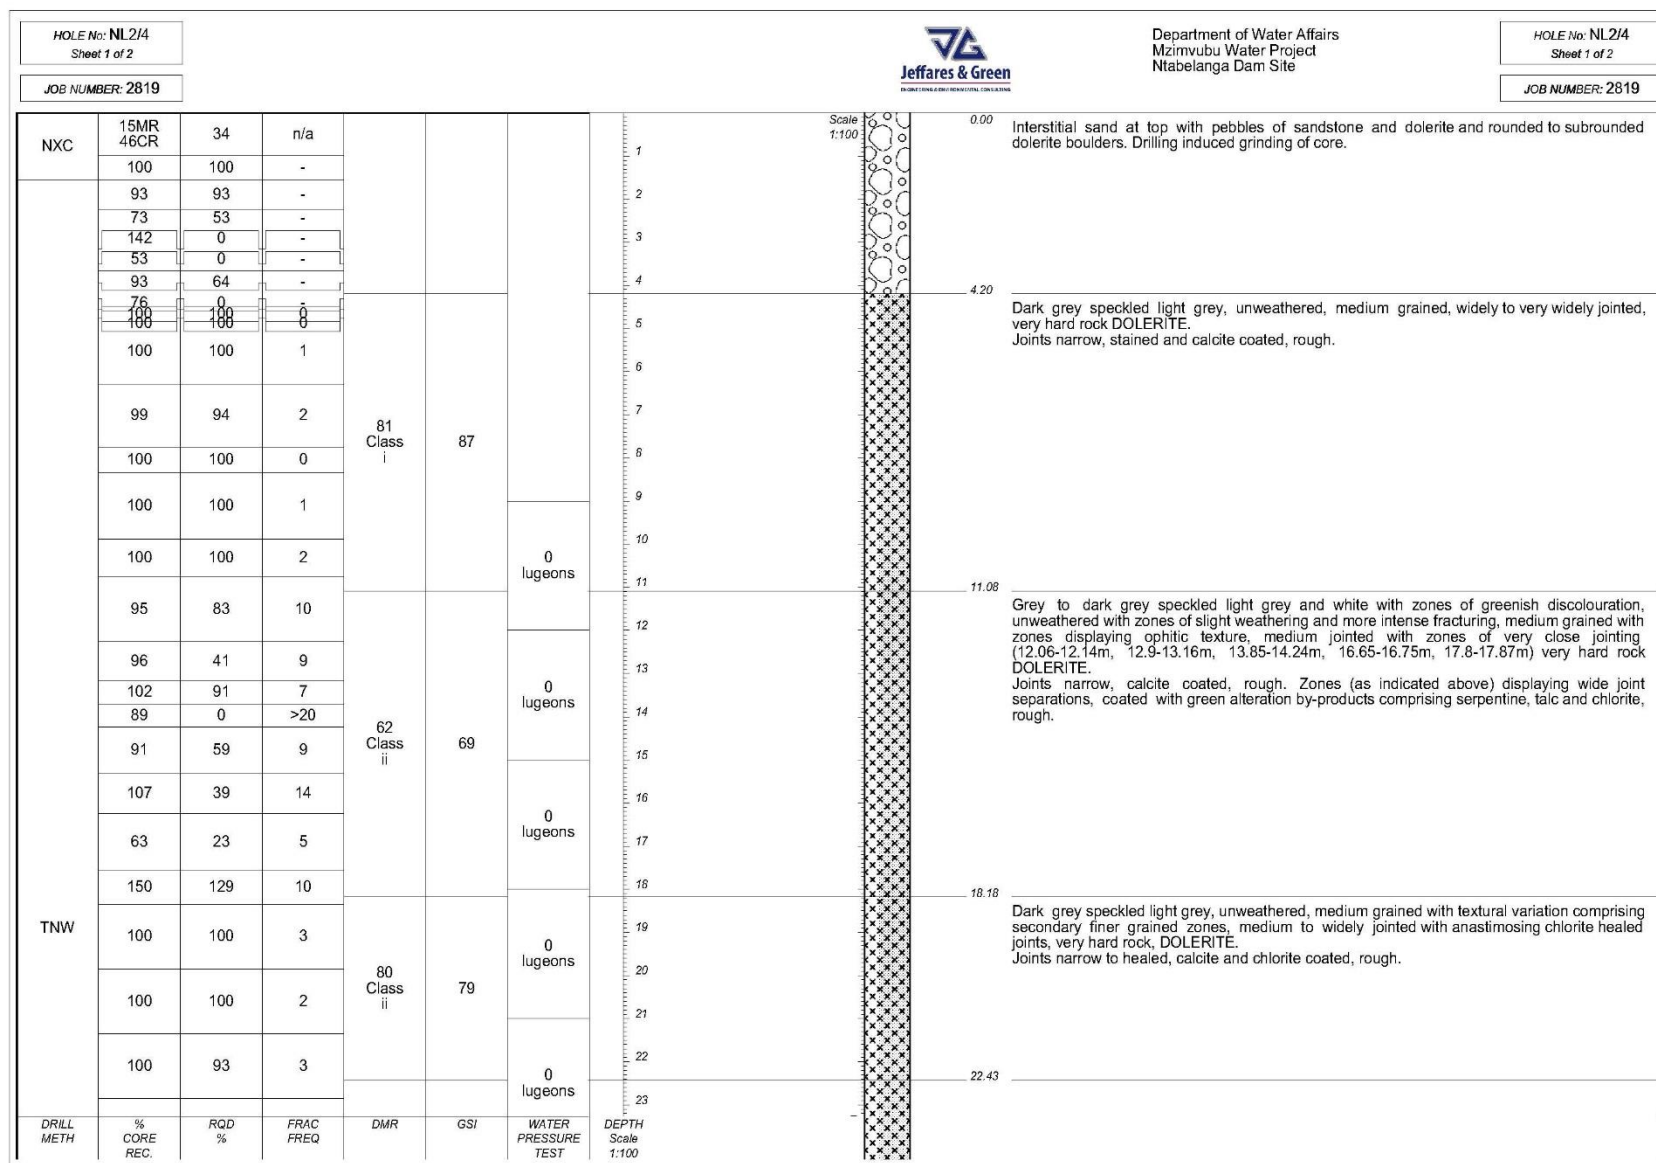 HOLE No: NL2/4
Sheet 1 of 2
JOB NUMBER: 2819
JG
Jeffares & Green
ENGINEERING & ENVIRONMENTAL CONSULTING
Department of Water Affairs
Mzimvubu Water Project
Ntabelanga Dam Site
HOLE No: NL2/4
Sheet 1 of 2
JOB NUMBER: 2819
NXC
15MR
46CR
34
n/a
100 100 -
93 93 -
73 53 -
142 0 -
53 0 -
93 64 -
76 0 -
100 100 0
100 100 0
100 100 1
99 94 2
100 100 0
100 100 1
100 100 2
95 83 10
96 41 9
102 91 7
89 0 >20
91 59 9
107 39 14
63 23 5
150 129 10
TNW
100 100 3
100 100 2
100 93 3
81
Class
i
87
62
Class
ii
69
80
Class
ii
79
0
lugeons
0
lugeons
0
lugeons
0
lugeons
0
lugeons
1
2
3
4
5
6
7
8
9
10
11
12
13
14
15
16
17
18
19
20
21
22
23
Scale
1:100
0.00
Interstitial sand at top with pebbles of sandstone and dolerite and rounded to subrounded
dolerite boulders. Drilling induced grinding of core.
4.20
Dark grey speckled light grey, unweathered, medium grained, widely to very widely jointed,
very hard rock DOLERITE.
Joints narrow, stained and calcite coated, rough.
11.08
Grey to dark grey speckled light grey and white with zones of greenish discolouration,
unweathered with zones of slight weathering and more intense fracturing, medium grained with
zones displaying ophitic texture, medium jointed with zones of very close jointing
(12.06-12.14m, 12.9-13.16m, 13.85-14.24m, 16.65-16.75m, 17.8-17.87m) very hard rock
DOLERITE.
Joints narrow, calcite coated, rough. Zones (as indicated above) displaying wide joint
separations, coated with green alteration by-products comprising serpentine, talc and chlorite,
rough.
18.18
Dark grey speckled light grey, unweathered, medium grained with textural variation comprising
secondary finer grained zones, medium to widely jointed with anastimosing chlorite healed
joints, very hard rock, DOLERITE.
Joints narrow to healed, calcite and chlorite coated, rough.
22.43
DRILL
METH
%
CORE
REC.
RQD
%
FRAC
FREQ
DMR
GSI
WATER
PRESSURE
TEST
DEPTH
Scale
1:100